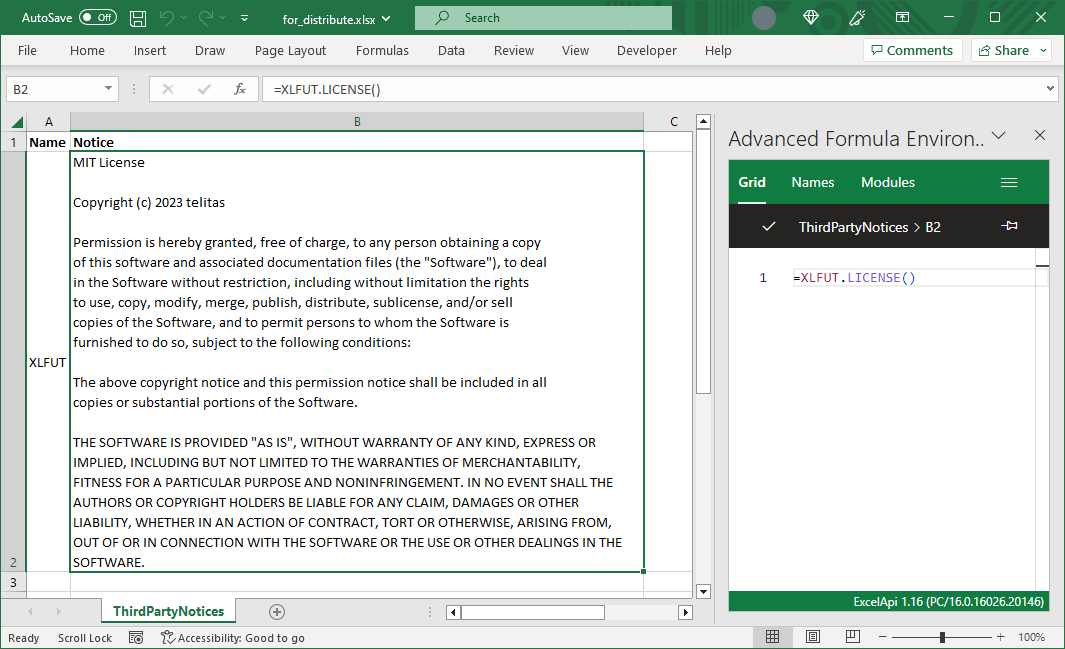 AutoSave Off for_distribute.xlsx Search
File Home Insert Draw Page Layout Formulas Data Review View Developer Help Comments Share
B2 fx =XLFUT.LICENSE()
A B C
1 Name Notice
MIT License
Copyright (c) 2023 telitas
Permission is hereby granted, free of charge, to any person obtaining a copy
of this software and associated documentation files (the "Software"), to deal
in the Software without restriction, including without limitation the rights
to use, copy, modify, merge, publish, distribute, sublicense, and/or sell
copies of the Software, and to permit persons to whom the Software is
furnished to do so, subject to the following conditions:
XLFUT
The above copyright notice and this permission notice shall be included in all
copies or substantial portions of the Software.
THE SOFTWARE IS PROVIDED "AS IS", WITHOUT WARRANTY OF ANY KIND, EXPRESS OR
IMPLIED, INCLUDING BUT NOT LIMITED TO THE WARRANTIES OF MERCHANTABILITY,
FITNESS FOR A PARTICULAR PURPOSE AND NONINFRINGEMENT. IN NO EVENT SHALL THE
AUTHORS OR COPYRIGHT HOLDERS BE LIABLE FOR ANY CLAIM, DAMAGES OR OTHER
LIABILITY, WHETHER IN AN ACTION OF CONTRACT, TORT OR OTHERWISE, ARISING FROM,
OUT OF OR IN CONNECTION WITH THE SOFTWARE OR THE USE OR OTHER DEALINGS IN THE
2 SOFTWARE.
3
Advanced Formula Environ..
Grid Names Modules
ThirdPartyNotices > B2
1 =XLFUT.LICENSE()
ExcelApi 1.16 (PC/16.0.16026.20146)
ThirdPartyNotices
Ready Scroll Lock Accessibility: Good to go 100%